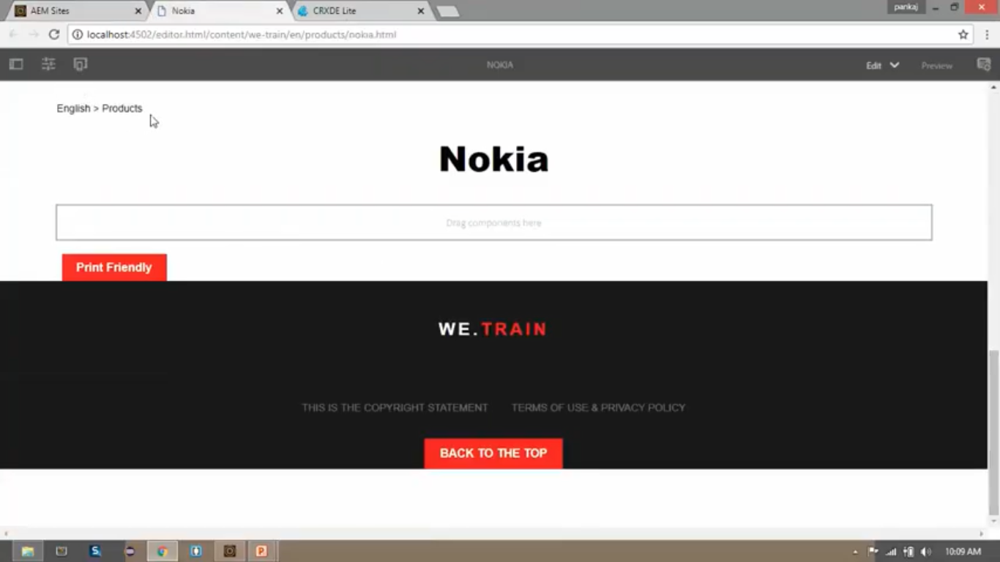 AEM Sites
Nokia
CRXDE Lite
pankaj
localhost:4502/editor.html/content/we-train/en/products/nokia.html
NOKIA
Edit
Preview
English > Products
Nokia
Drag components here
Print Friendly
WE.TRAIN
THIS IS THE COPYRIGHT STATEMENT TERMS OF USE & PRIVACY POLICY
BACK TO THE TOP
10:09 AM